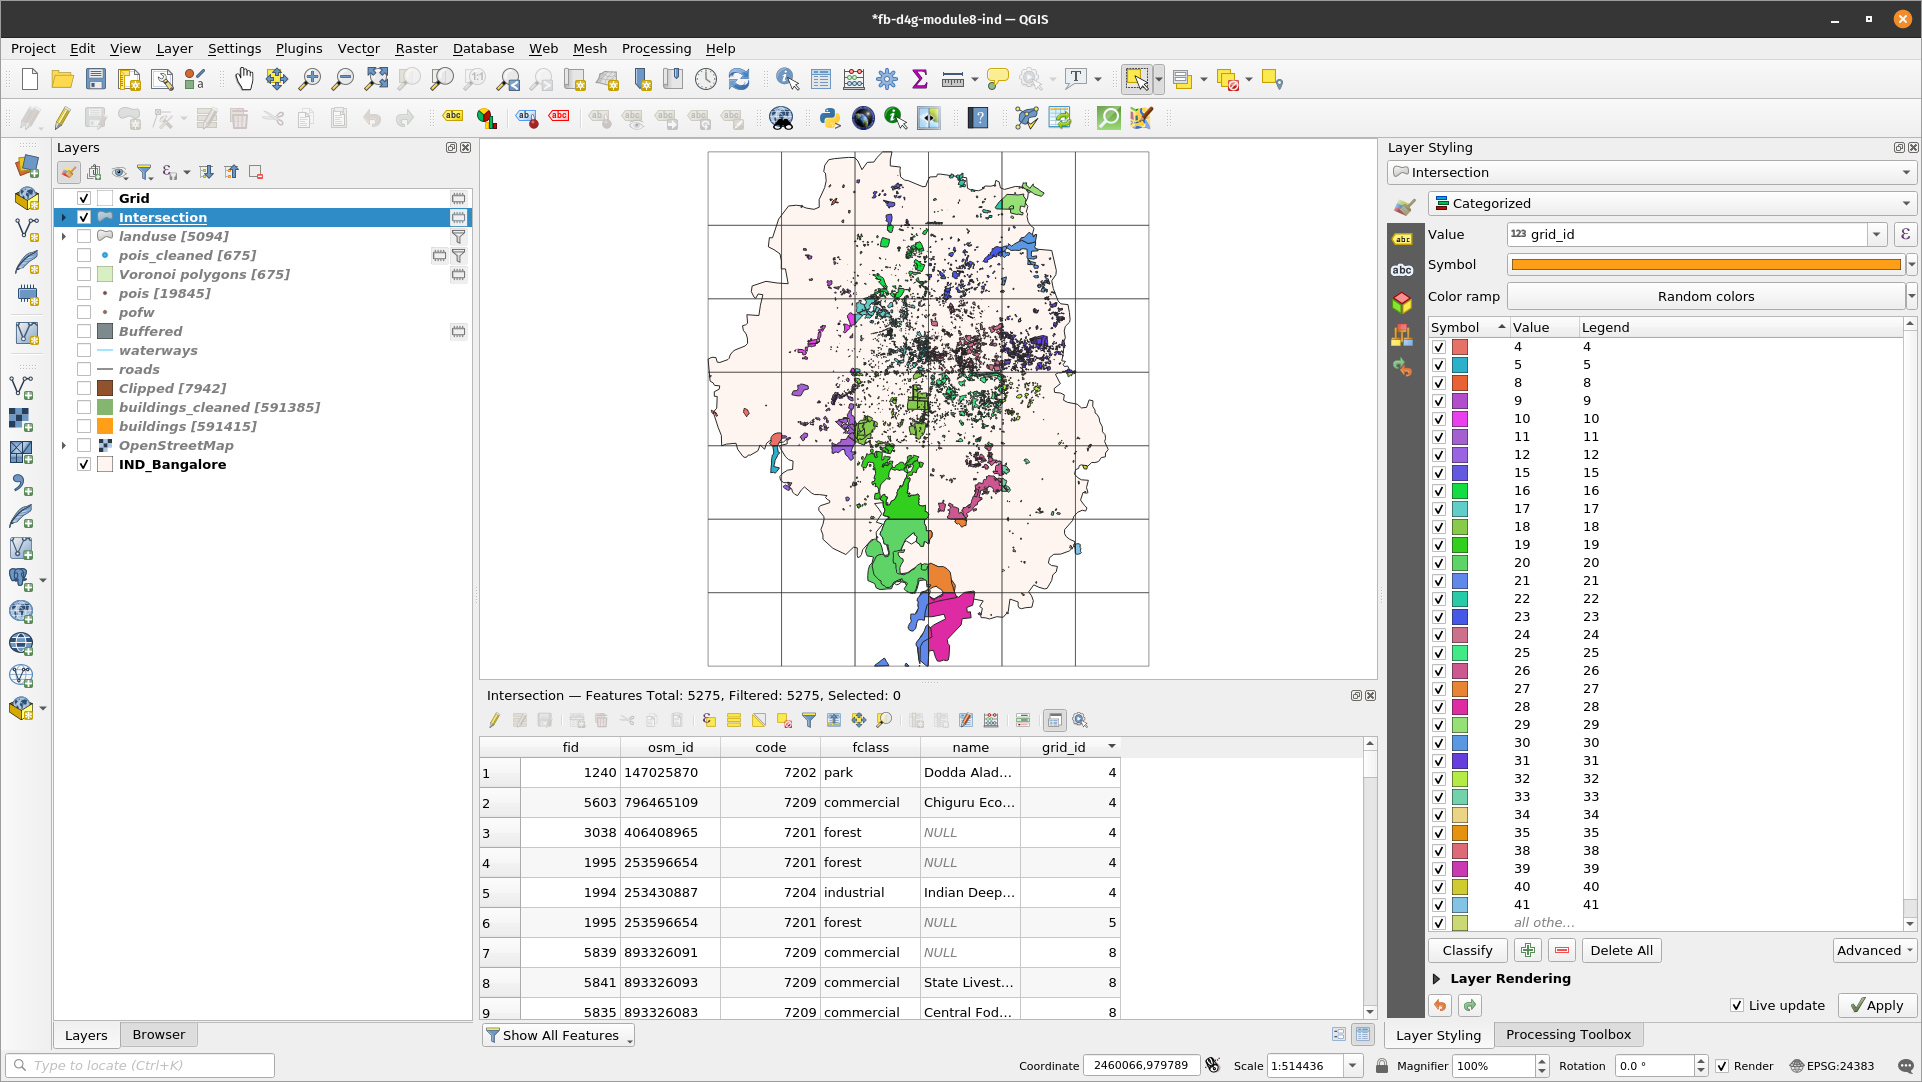 *fb-d4g-module8-ind — QGIS
Project Edit View Layer Settings Plugins Vector Raster Database Web Mesh Processing Help
Layers
Grid
Intersection
landuse [5094]
pois_cleaned [675]
Voronoi polygons [675]
pois [19845]
pofw
Buffered
waterways
roads
Clipped [7942]
buildings_cleaned [591385]
buildings [591415]
OpenStreetMap
IND_Bangalore
Layers Browser
Intersection — Features Total: 5275, Filtered: 5275, Selected: 0
fid osm_id code fclass name grid_id
1 1240 147025870 7202 park Dodda Alad... 4
2 5603 796465109 7209 commercial Chiguru Eco... 4
3 3038 406408965 7201 forest NULL 4
4 1995 253596654 7201 forest NULL 4
5 1994 253430887 7204 industrial Indian Deep... 4
6 1995 253596654 7201 forest NULL 5
7 5839 893326091 7209 commercial NULL 8
8 5841 893326093 7209 commercial State Livest... 8
9 5835 893326083 7209 commercial Central Fod... 8
Show All Features
Layer Styling
Intersection
Categorized
Value 123 grid_id ε
Symbol
Color ramp Random colors
Symbol Value Legend
4 4
5 5
8 8
9 9
10 10
11 11
12 12
15 15
16 16
17 17
18 18
19 19
20 20
21 21
22 22
23 23
24 24
25 25
26 26
27 27
28 28
29 29
30 30
31 31
32 32
33 33
34 34
35 35
38 38
39 39
40 40
41 41
all othe...
Classify Delete All Advanced
Layer Rendering
Live update Apply
Layer Styling Processing Toolbox
Type to locate (Ctrl+K)
Coordinate 2460066,979789 Scale 1:514436 Magnifier 100% Rotation 0.0 ° Render EPSG:24383